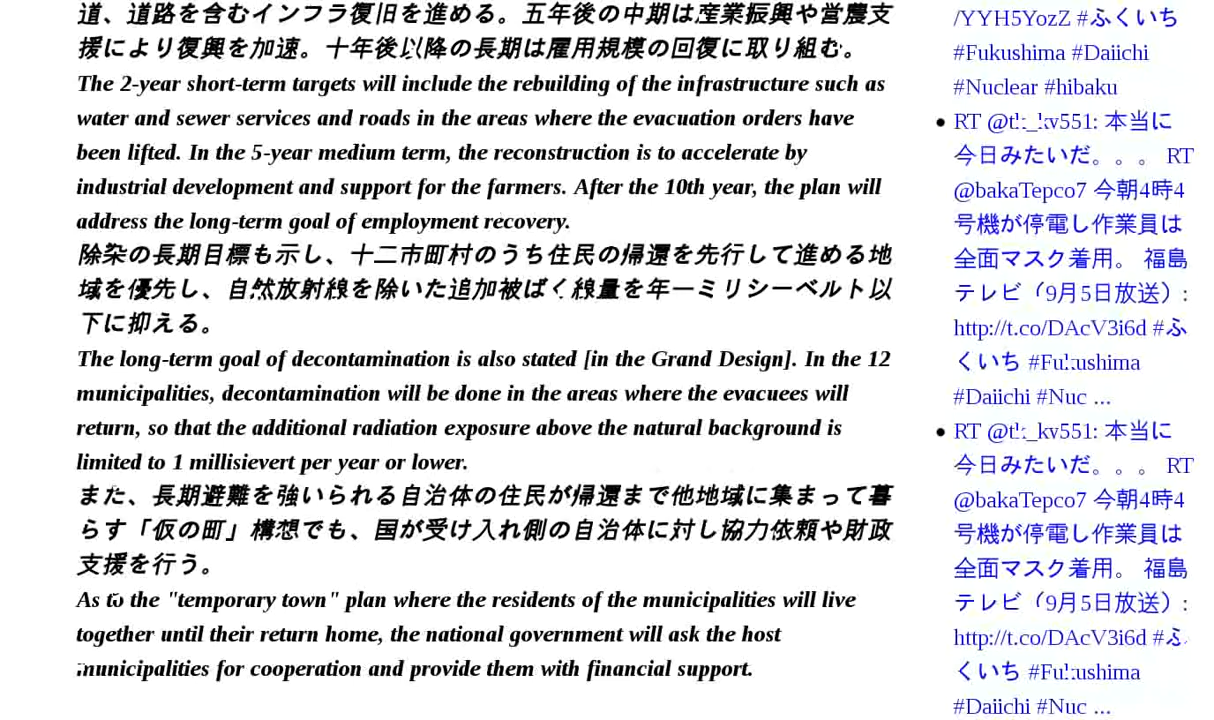 道、道路を含むインフラ復旧を進める。五年後の中期は産業振興や営農支
援により復興を加速。十年後以降の長期は雇用規模の回復に取り組む。
The 2-year short-term targets will include the rebuilding of the infrastructure such as
water and sewer services and roads in the areas where the evacuation orders have
been lifted. In the 5-year medium term, the reconstruction is to accelerate by
industrial development and support for the farmers. After the 10th year, the plan will
address the long-term goal of employment recovery.
除染の長期目標も示し、十二市町村のうち住民の帰還を先行して進める地
域を優先し、自然放射線を除いた追加被ばく線量を年一ミリシーベルト以
下に抑える。
The long-term goal of decontamination is also stated [in the Grand Design]. In the 12
municipalities, decontamination will be done in the areas where the evacuees will
return, so that the additional radiation exposure above the natural background is
limited to 1 millisievert per year or lower.
また、長期避難を強いられる自治体の住民が帰還まで他地域に集まって暮
らす「仮の町」構想でも、国が受け入れ側の自治体に対し協力依頼や財政
支援を行う。
As to the "temporary town" plan where the residents of the municipalities will live
together until their return home, the national government will ask the host
municipalities for cooperation and provide them with financial support.
/YYH5YozZ #ふくいち
#Fukushima #Daiichi
#Nuclear #hibaku
RT 本当に
今日みたいだ。。。 RT
@bakaTepco7 今朝4時4
号機が停電し作業員は
全面マスク着用。 福島
テレビ（9月5日放送）:
http://t.co/DAcV3i6d #ふ
くいち #Fukushima
#Daiichi #Nuc ...
RT 本当に
今日みたいだ。。。 RT
@bakaTepco7 今朝4時4
号機が停電し作業員は
全面マスク着用。 福島
テレビ（9月5日放送）:
http://t.co/DAcV3i6d #ふ
くいち #Fukushima
#Daiichi #Nuc ...